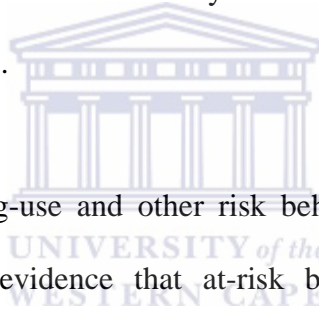 .
g-use and other risk beh
UNIVERSITY of the
evidence that at-risk b
WESTERN CAPE